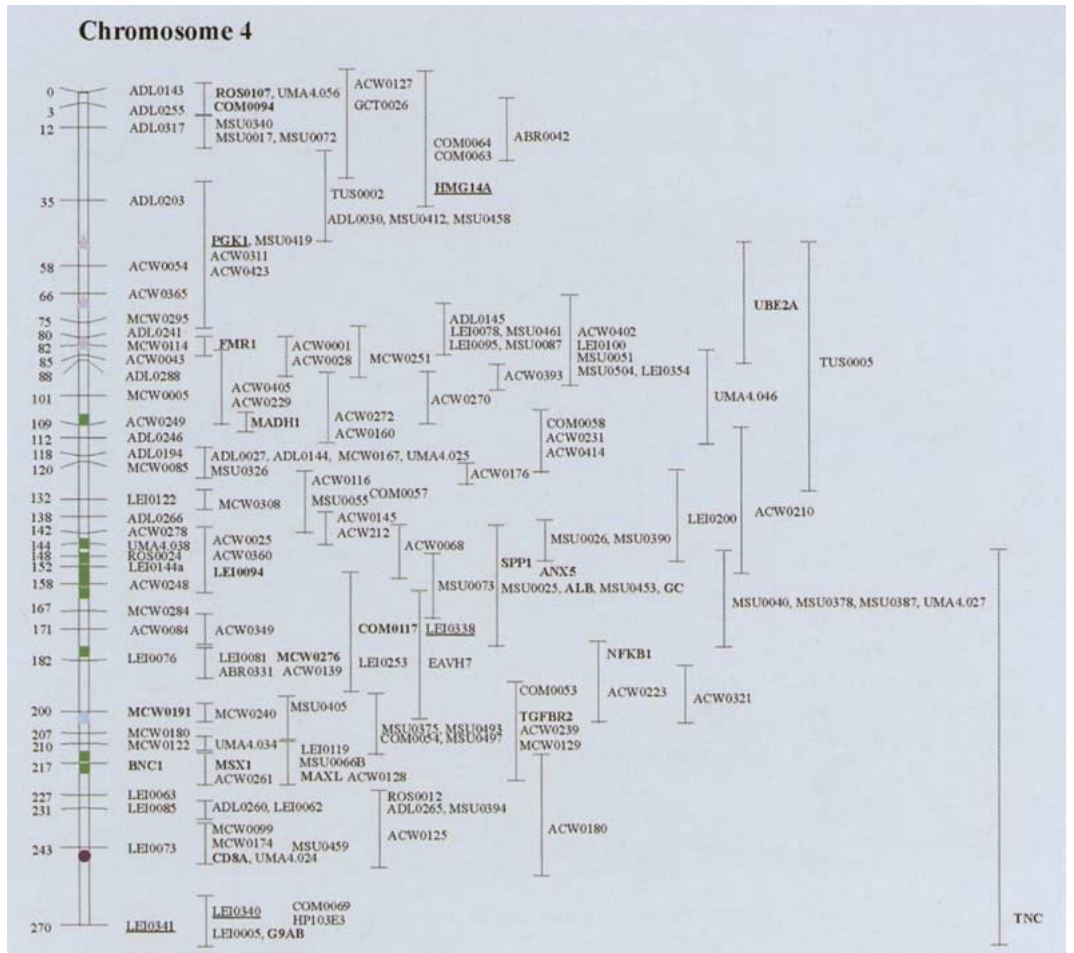 Chromosome 4
0 ADL0143 ROS0107, UMA4.056 ACW0127
3 ADL0255 COM0094 GCT0026
12 ADL0317 MSU0340
MSU0017, MSU0072 ABR0042
COM0064
COM0063
TUS0002 HMG14A
35 ADL0203
ADL0030, MSU0412, MSU0458
PGK1, MSU0419
ACW0311
58 ACW0054 ACW0423
66 ACW0365
UBE2A
75 MCW0295 ADL0145
80 ADL0241 LEI0078, MSU0461 ACW0402
82 MCW0114 FMR1 ACW0001 LEI0095, MSU0087 LEI0100
85 ACW0043 ACW0028 MCW0251 MSU0051 TUS0005
88 ADL0288 ACW0393 MSU0504, LEI0354
101 MCW0005 ACW0405 ACW0270 UMA4.046
ACW0229
109 ACW0249 MADH1 ACW0272 COM0058
112 ADL0246 ACW0160 ACW0231
ACW0414
118 ADL0194 ADL0027, ADL0144, MCW0167, UMA4.025
120 MCW0085 MSU0326 ACW0176
ACW0116
132 LEI0122 MCW0308 MSU0055 COM0057
138 ADL0266 ACW0145 LEI0200 ACW0210
142 ACW0278 ACW0025 ACW212
144 UMA4.038 ACW0068 MSU0026, MSU0390
148 ROS0024 ACW0360
152 LEI0144a LEI0094 SPP1 ANX5
158 ACW0248 MSU0073 MSU0025, ALB, MSU0453, GC
167 MCW0284 MSU0040, MSU0378, MSU0387, UMA4.027
171 ACW0084 ACW0349 COM0117 LEI0338
182 LEI0076 LEI0081 MCW0276 LEI0253 EAVH7 NFKB1
ABR0331 ACW0139
COM0053 ACW0223 ACW0321
200 MCW0191 MCW0240 MSU0405
TGFBR2
207 MCW0180 MSU0375, MSU0493 ACW0239
210 MCW0122 UMA4.034 COM0054, MSU0497 MCW0129
LEI0119
217 BNC1 MSX1 MSU0066B
ACW0261 MAXL ACW0128
227 LEI0063 ROS0012
231 LEI0085 ADL0260, LEI0062 ADL0265, MSU0394
MCW0099 ACW0125 ACW0180
243 LEI0073 MCW0174 MSU0459
CD8A, UMA4.024
LEI0340 COM0069
HP103E3 TNC
270 LEI0341 LEI0005, G9AB